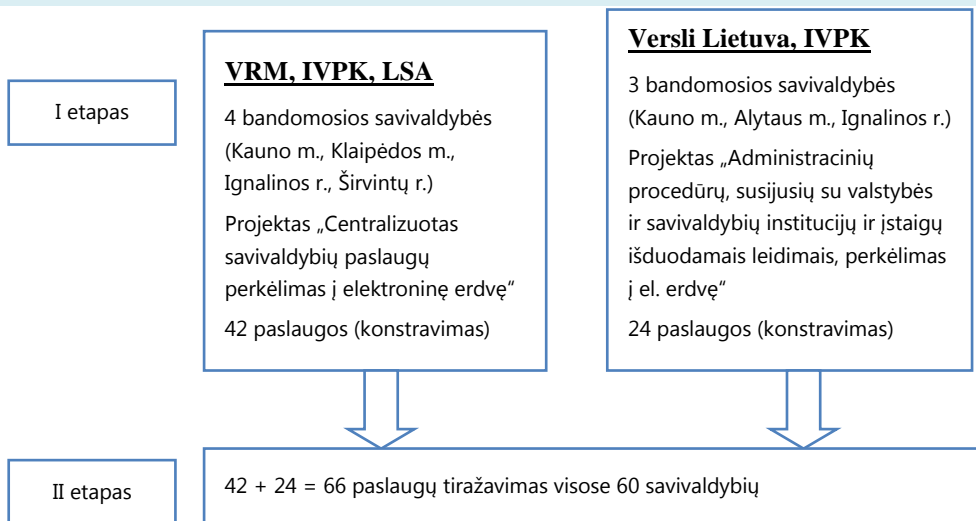 I etapas
VRM, IVPK, LSA
4 bandomosios savivaldybės
(Kauno m., Klaipėdos m.,
Ignalinos r., Širvintų r.)
Projektas „Centralizuotas
savivaldybių paslaugų
perkėlimas į elektroninę erdvę“
42 paslaugos (konstravimas)
Versli Lietuva, IVPK
3 bandomosios savivaldybės
(Kauno m., Alytaus m., Ignalinos r.)
Projektas „Administracinių
procedūrų, susijusių su valstybės
ir savivaldybių institucijų ir įstaigų
išduodamais leidimais, perkėlimas
į el. erdvę“
24 paslaugos (konstravimas)
II etapas
42 + 24 = 66 paslaugų tiražavimas visose 60 savivaldybių